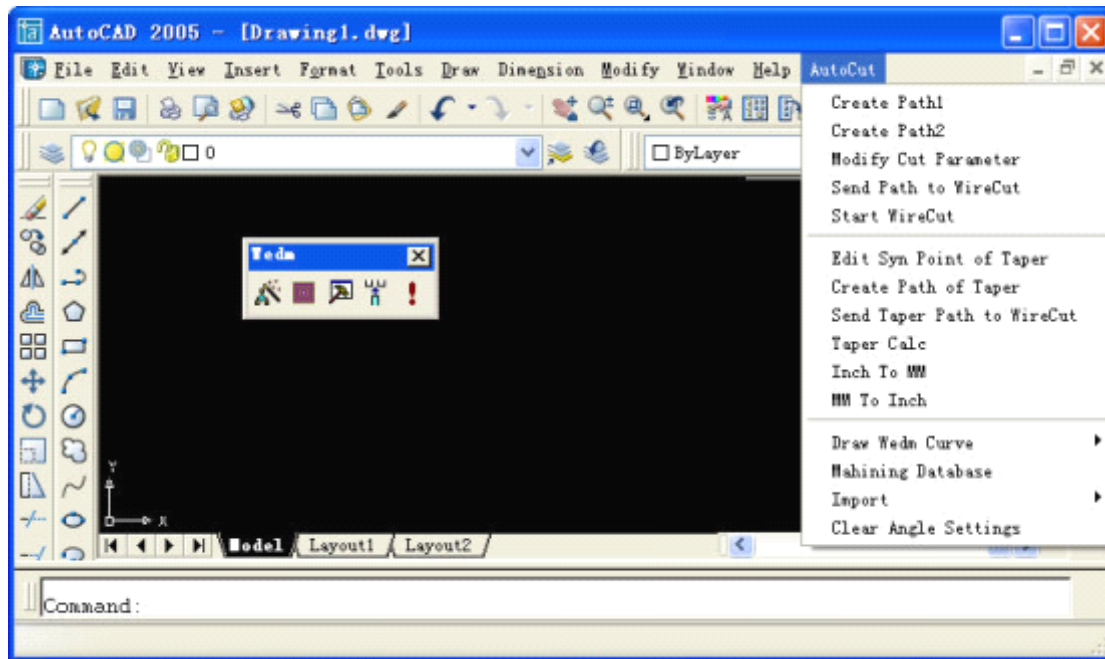 AutoCAD 2005 - [Drawing1.dwg]
File Edit View Insert Format Tools Draw Dimension Modify Window Help AutoCut
0
ByLayer
Wedm
Create Path1
Create Path2
Modify Cut Parameter
Send Path to WireCut
Start WireCut
Edit Syn Point of Taper
Create Path of Taper
Send Taper Path to WireCut
Taper Calc
Inch To MM
MM To Inch
Draw Wedm Curve
Mahining Database
Import
Clear Angle Settings
Y
X
Model Layout1 Layout2
Command: